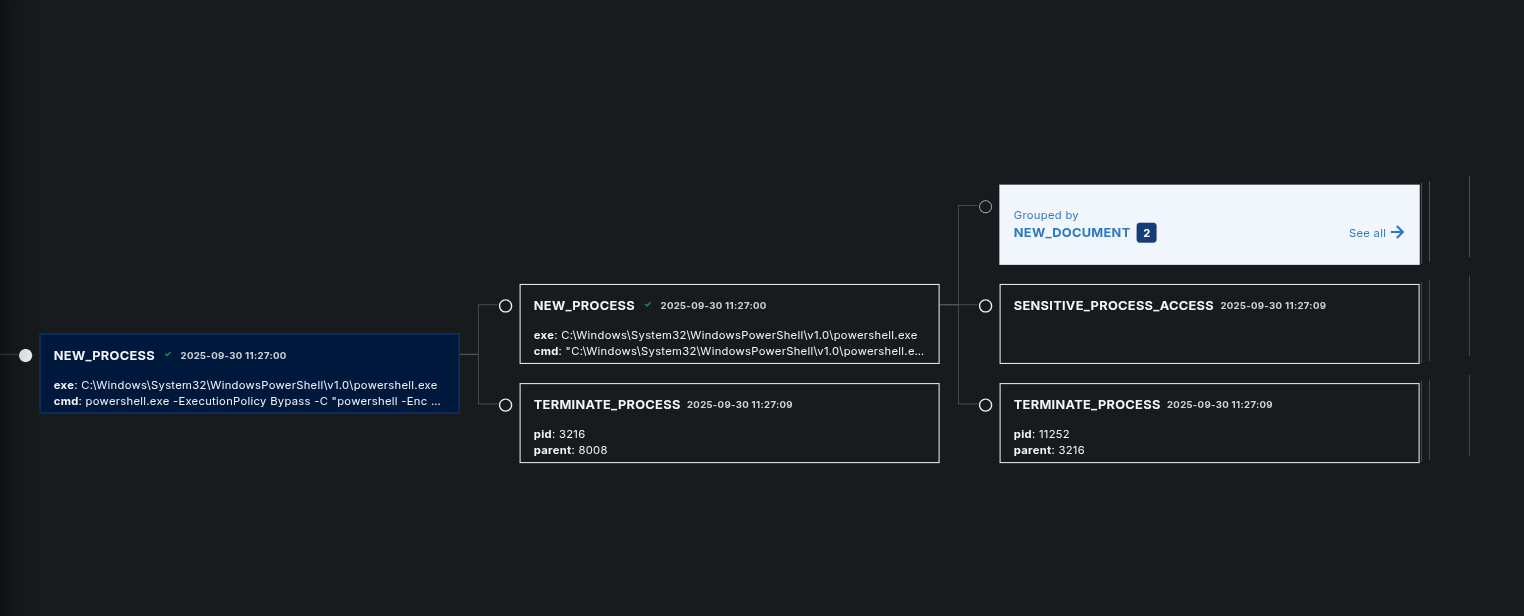 NEW_PROCESS 2025-09-30 11:27:00
exe: C:\Windows\System32\WindowsPowerShell\v1.0\powershell.exe
cmd: powershell.exe -ExecutionPolicy Bypass -C "powershell -Enc ...
NEW_PROCESS 2025-09-30 11:27:00
exe: C:\Windows\System32\WindowsPowerShell\v1.0\powershell.exe
cmd: "C:\Windows\System32\WindowsPowerShell\v1.0\powershell.e...
TERMINATE_PROCESS 2025-09-30 11:27:09
pid: 3216
parent: 8008
Grouped by
NEW_DOCUMENT 2
See all
SENSITIVE_PROCESS_ACCESS 2025-09-30 11:27:09
TERMINATE_PROCESS 2025-09-30 11:27:09
pid: 11252
parent: 3216